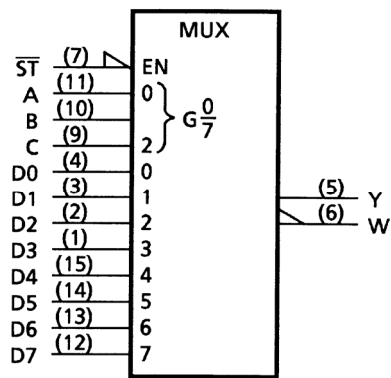 MUX
S̅T̅ (7) EN
A (11) 0
B (10) G 0/7
C (9) 2
D0 (4) 0
D1 (3) 1 (5) Y
D2 (2) 2 (6) W
D3 (1) 3
D4 (15) 4
D5 (14) 5
D6 (13) 6
D7 (12) 7